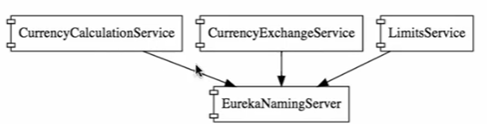 CurrencyCalculationService
CurrencyExchangeService
LimitsService
EurekaNamingServer